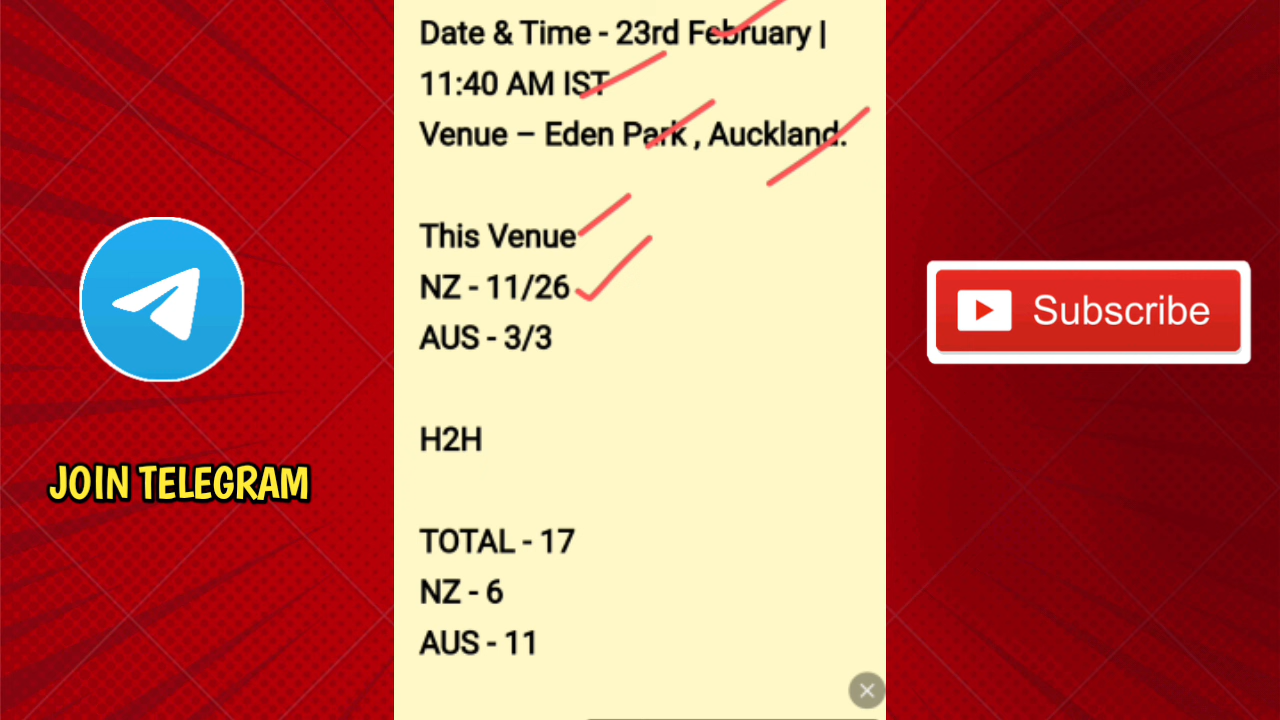 Date & Time - 23rd February |
11:40 AM IST
Venue – Eden Park , Auckland.
This Venue
NZ - 11/26
AUS - 3/3
H2H
TOTAL - 17
NZ - 6
AUS - 11
JOIN TELEGRAM
Subscribe